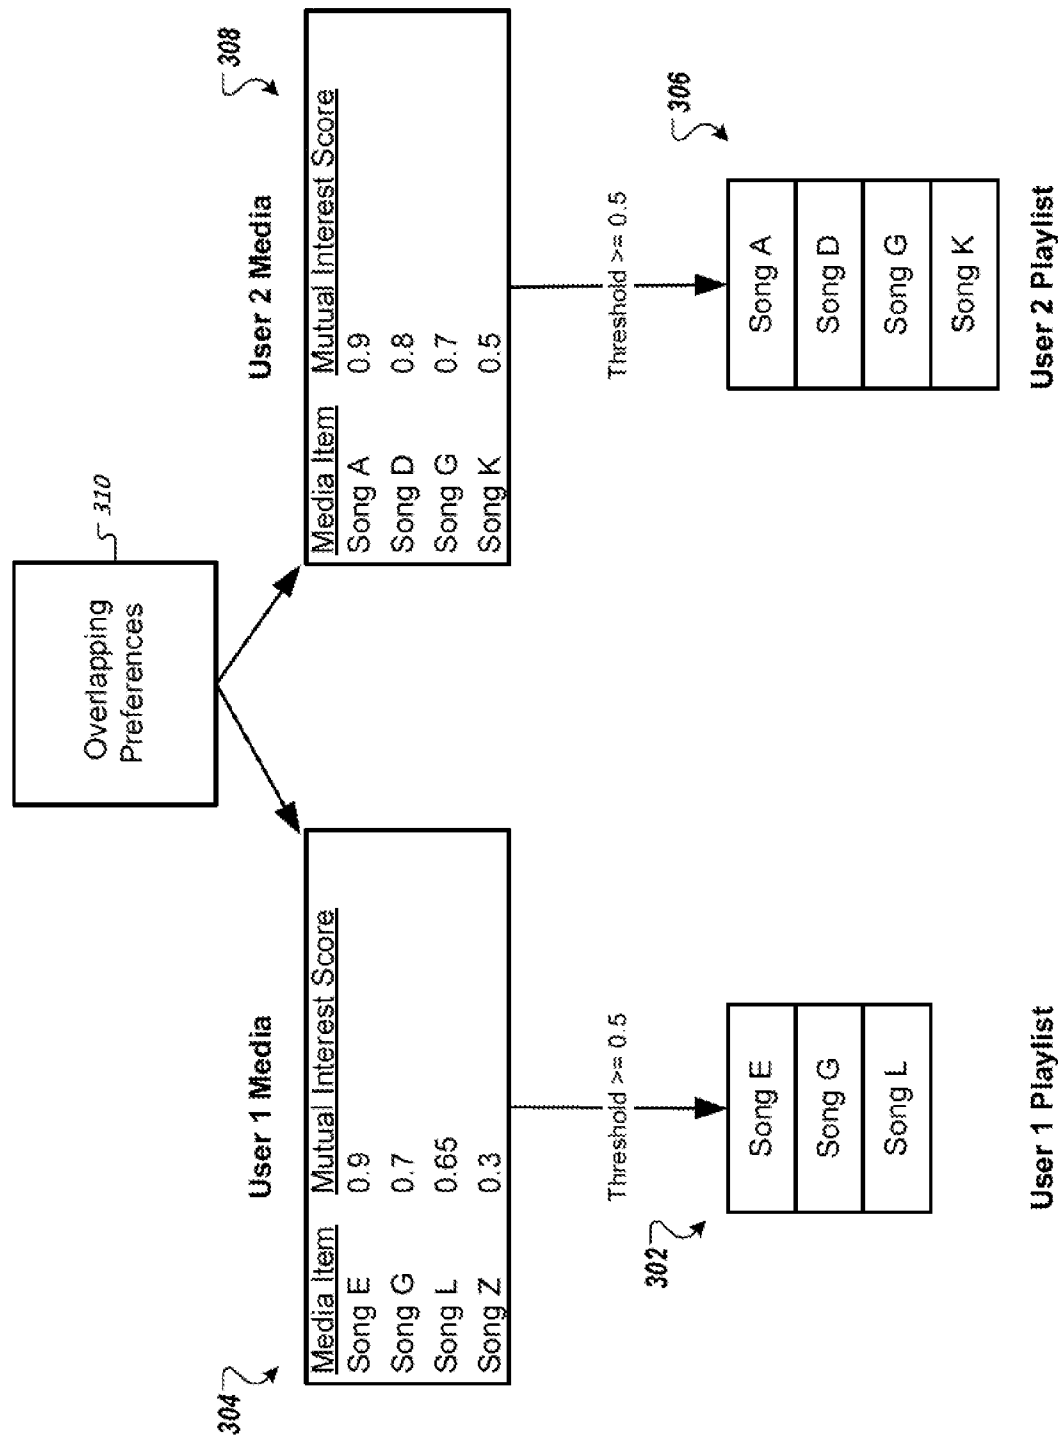 Overlapping
Preferences
310
User 1 Media
304
Media Item Mutual Interest Score
Song E 0.9
Song G 0.7
Song L 0.65
Song Z 0.3
User 2 Media
308
Media Item Mutual Interest Score
Song A 0.9
Song D 0.8
Song G 0.7
Song K 0.5
Threshold >= 0.5
302
Song E
Song G
Song L
User 1 Playlist
Threshold >= 0.5
306
Song A
Song D
Song G
Song K
User 2 Playlist